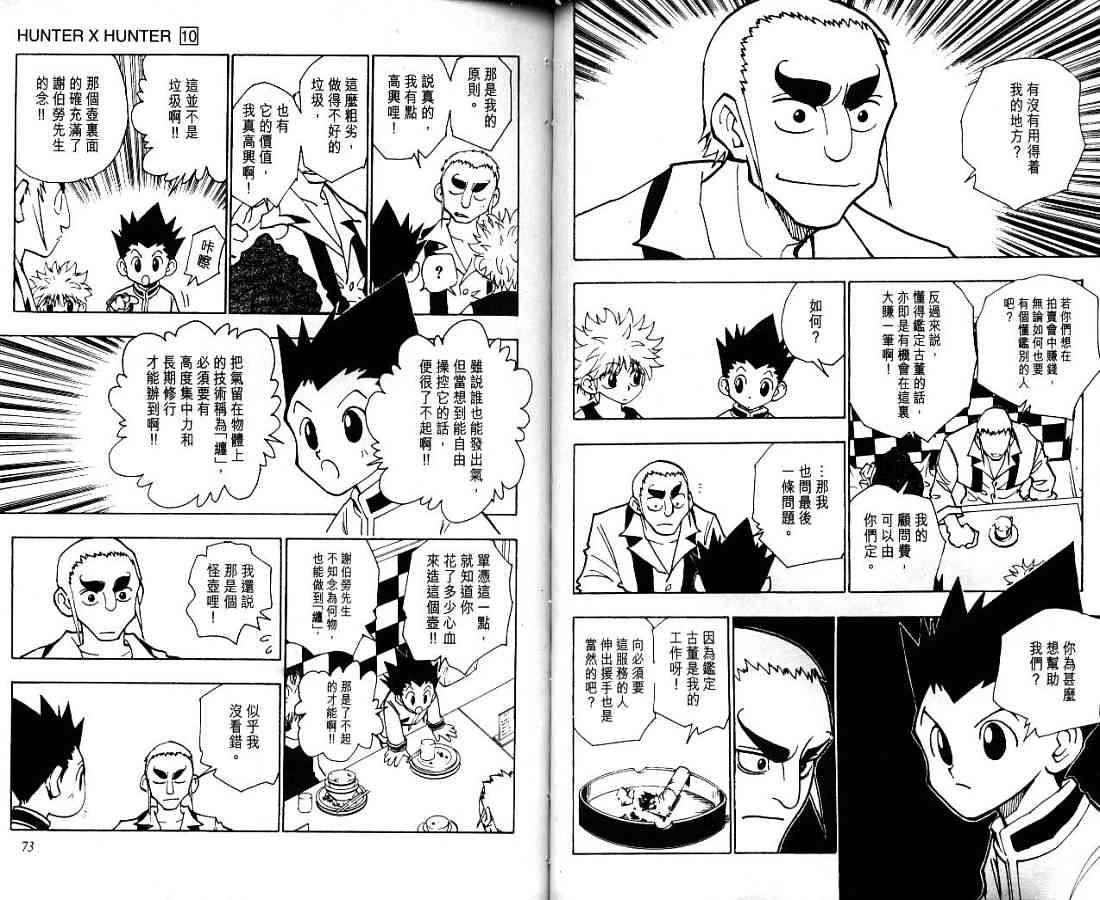 有沒有用得着
我的地方？
若你們想在
拍賣會中賺錢，
無論如何也要
有個懂鑑別的人
吧？
反過來說，
懂得鑑定古董的話，
亦即是有機會在這裏
大賺一筆啊！
我的
顧問費
可以由
你們定。
如何？
…那我
也問最後
一條問題。
你為甚麼
想幫助
我們？
因為鑑定
古董是我的
工作呀！
向必須要
這服務的人
伸出援手也是
當然的吧？
HUNTER X HUNTER 10
那是我的
原則。
說真的，
我有點
高興哩！
？
這麼粗劣，
做得不好的
垃圾，
也有
它的價值，
我真高興啊！
這並不是
垃圾啊!!
那個壺裏面
的確充滿了
謝伯勞先生
的念!!
咔嚓
雖說誰也能發出氣，
但當想到能自由
操控它的話，
便很了不起啊!!
把氣留在物體上
的技術稱為「纏」，
必須要有
高度集中力和
長期修行
才能辦到啊!!
單憑這一點，
就知道你
花了多少心血
來造這個壺!!
謝伯勞先生
不知念為何物，
也能做到「纏」，
那是了不起
的才能啊!!
我還說
那是個
怪壺哩！
似乎我
沒看錯。
73